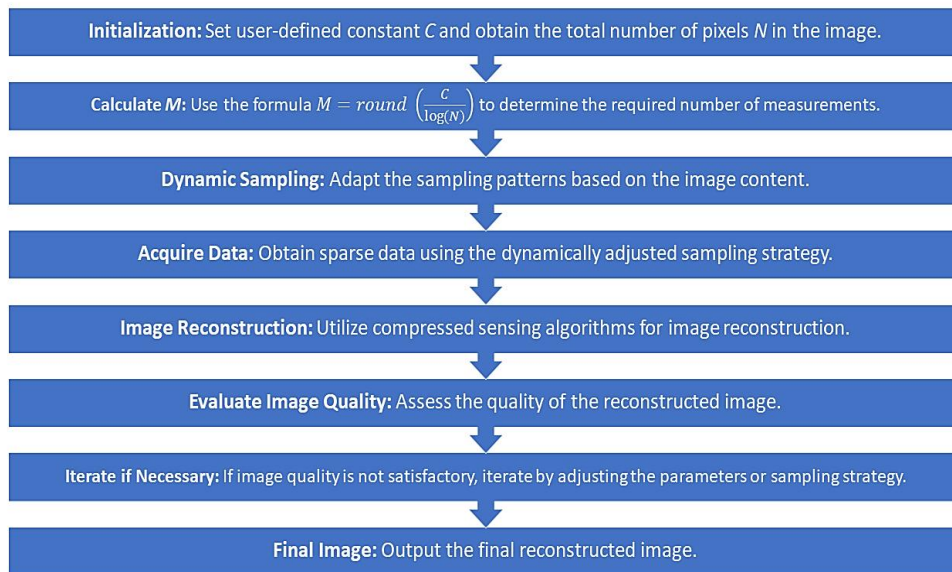 Initialization: Set user-defined constant C and obtain the total number of pixels N in the image.
Calculate M: Use the formula M = round (C/log(N)) to determine the required number of measurements.
Dynamic Sampling: Adapt the sampling patterns based on the image content.
Acquire Data: Obtain sparse data using the dynamically adjusted sampling strategy.
Image Reconstruction: Utilize compressed sensing algorithms for image reconstruction.
Evaluate Image Quality: Assess the quality of the reconstructed image.
Iterate if Necessary: If image quality is not satisfactory, iterate by adjusting the parameters or sampling strategy.
Final Image: Output the final reconstructed image.